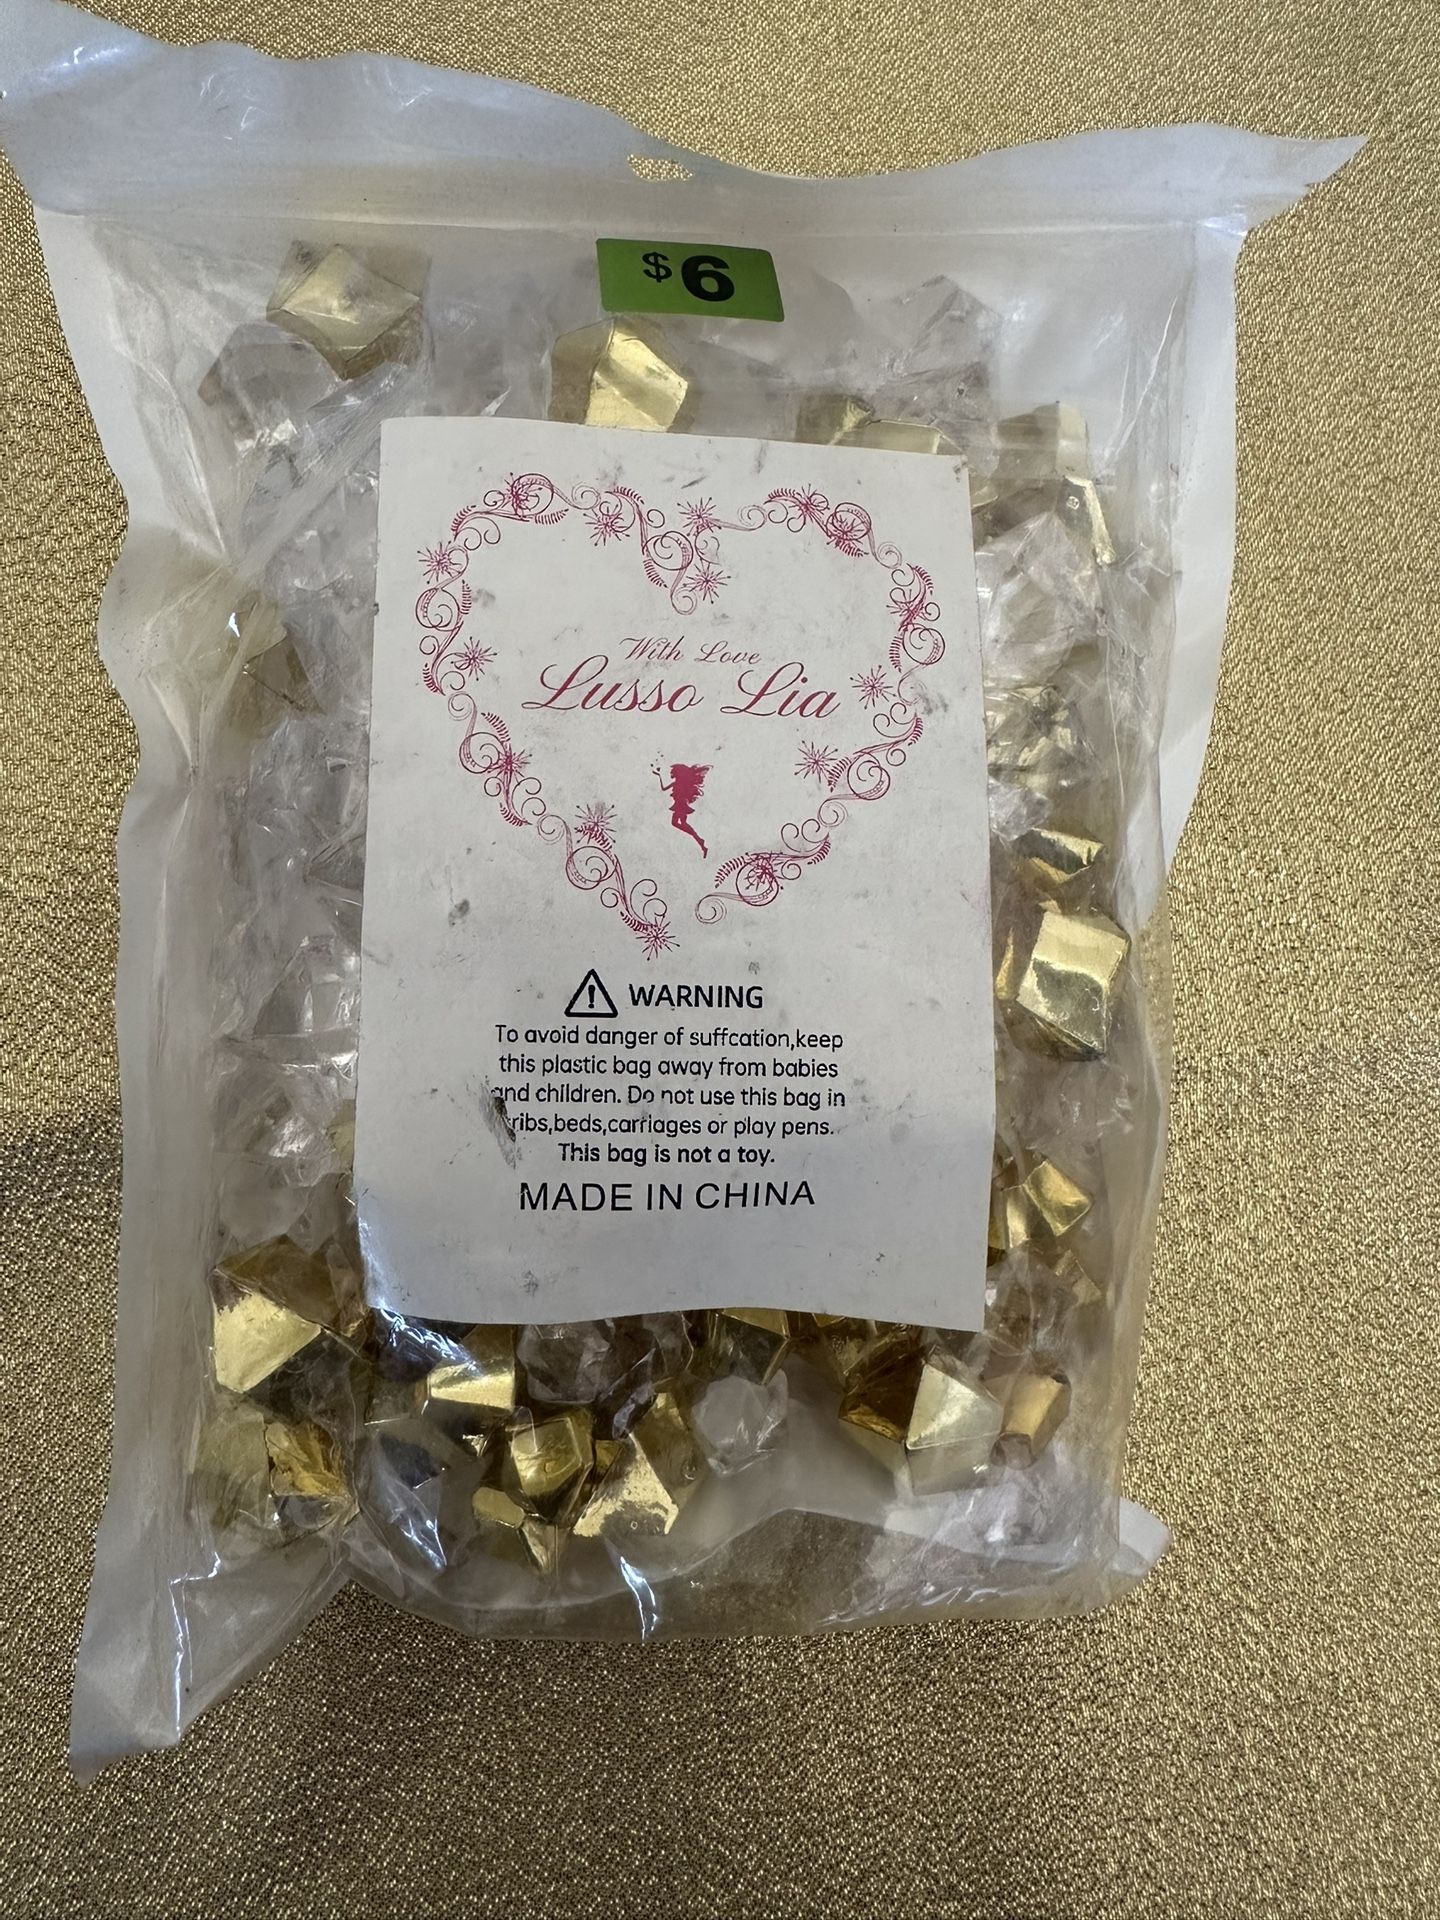 $6
With Love
Lusso Lia
WARNING
To avoid danger of suffcation,keep
this plastic bag away from babies
and children. Do not use this bag in
ribs,beds,carriages or play pens.
This bag is not a toy.
MADE IN CHINA